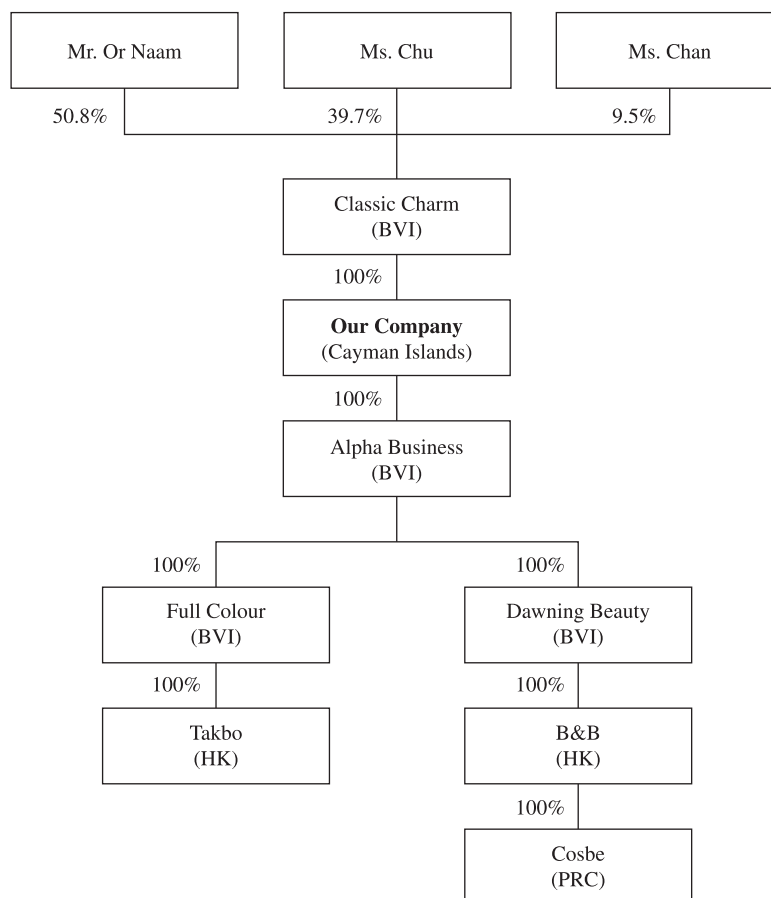 Mr. Or Naam
Ms. Chu
Ms. Chan
50.8%
39.7%
9.5%
Classic Charm
(BVI)
100%
Our Company
(Cayman Islands)
100%
Alpha Business
(BVI)
100%
100%
Full Colour
(BVI)
Dawning Beauty
(BVI)
100%
100%
Takbo
(HK)
B&B
(HK)
100%
Cosbe
(PRC)